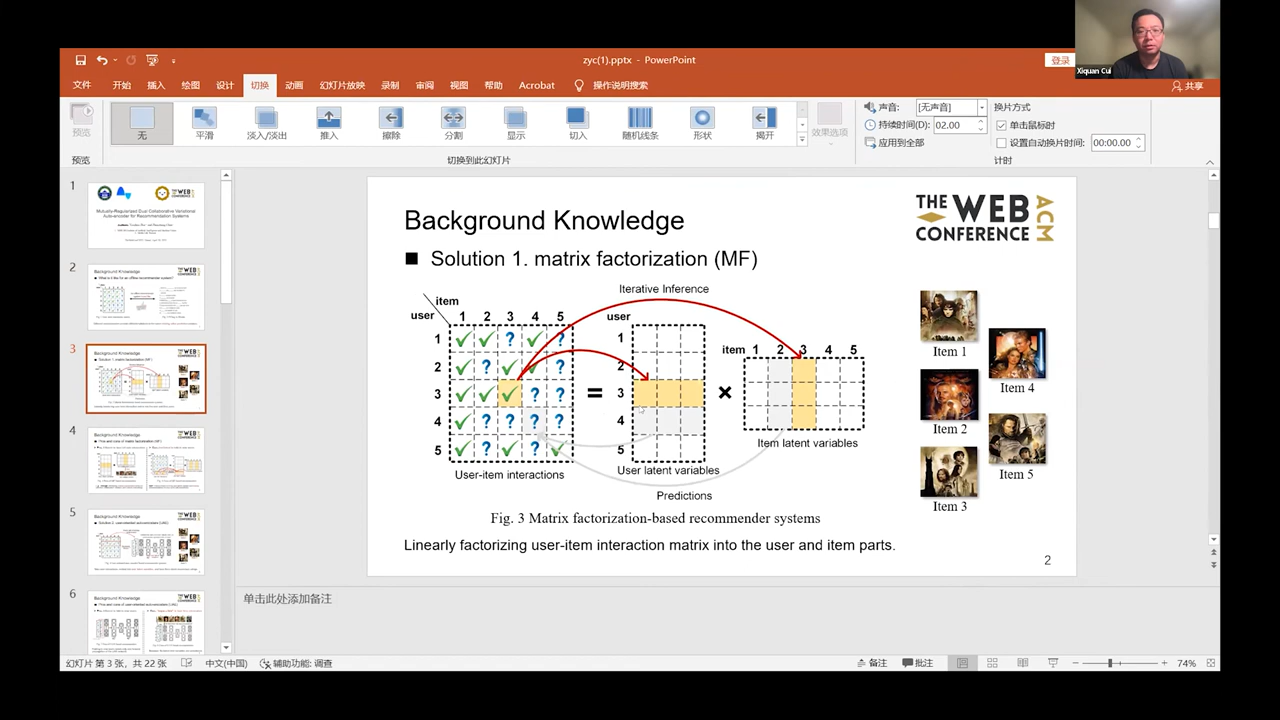 Xiquan Cui
zyc(1).pptx - PowerPoint
登录
文件 开始 插入 绘图 设计 切换 动画 幻灯片放映 录制 审阅 视图 帮助 Acrobat 操作说明搜索 共享
预览
无 平滑 淡入/淡出 推入 擦除 分割 显示 切入 随机线条 形状 揭开
效果选项
声音: [无声音]
持续时间(D): 02.00
应用到全部
换片方式
单击鼠标时
设置自动换片时间: 00:00.00
预览 切换到此幻灯片 计时
1
2
3
4
5
6
THE WEB
CONFERENCE
ACM
Background Knowledge
■ Solution 1. matrix factorization (MF)
Iterative Inference
item
user
1 2 3 4 5
1 ✓ ✓ ? ✓ ?
2 ✓ ? ✓ ✓ ?
3 ✓ ✓ ✓ ? ?
4 ✓ ? ?
5 ✓ ? ✓ ? ✓
User-item interactions
=
user
1
2
3
4
5
User latent variables
×
item 1 2 3 4 5
Item latent variables
Predictions
Item 1
Item 4
Item 2
Item 5
Item 3
Fig. 3 Matrix factorization-based recommender systems
Linearly factorizing user-item interaction matrix into the user and item parts.
2
单击此处添加备注
幻灯片 第 3 张，共 22 张 中文(中国) 辅助功能: 调查 备注 批注 74%